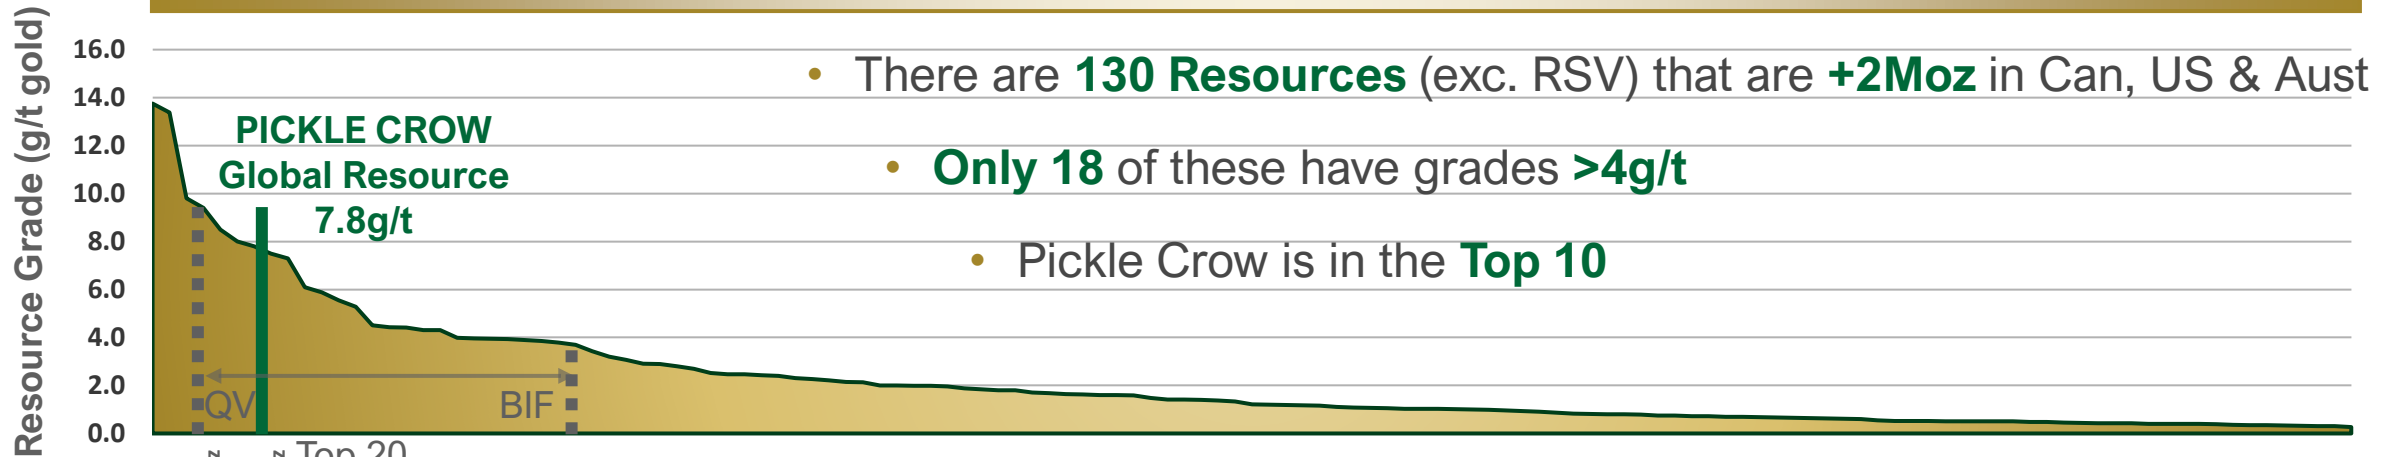 Resource Grade (g/t gold)
16.0
14.0
12.0
10.0
8.0
6.0
4.0
2.0
0.0
• There are 130 Resources (exc. RSV) that are +2Moz in Can, US & Aust
• Only 18 of these have grades >4g/t
• Pickle Crow is in the Top 10
PICKLE CROW
Global Resource
7.8g/t
QV
BIF
Top 20